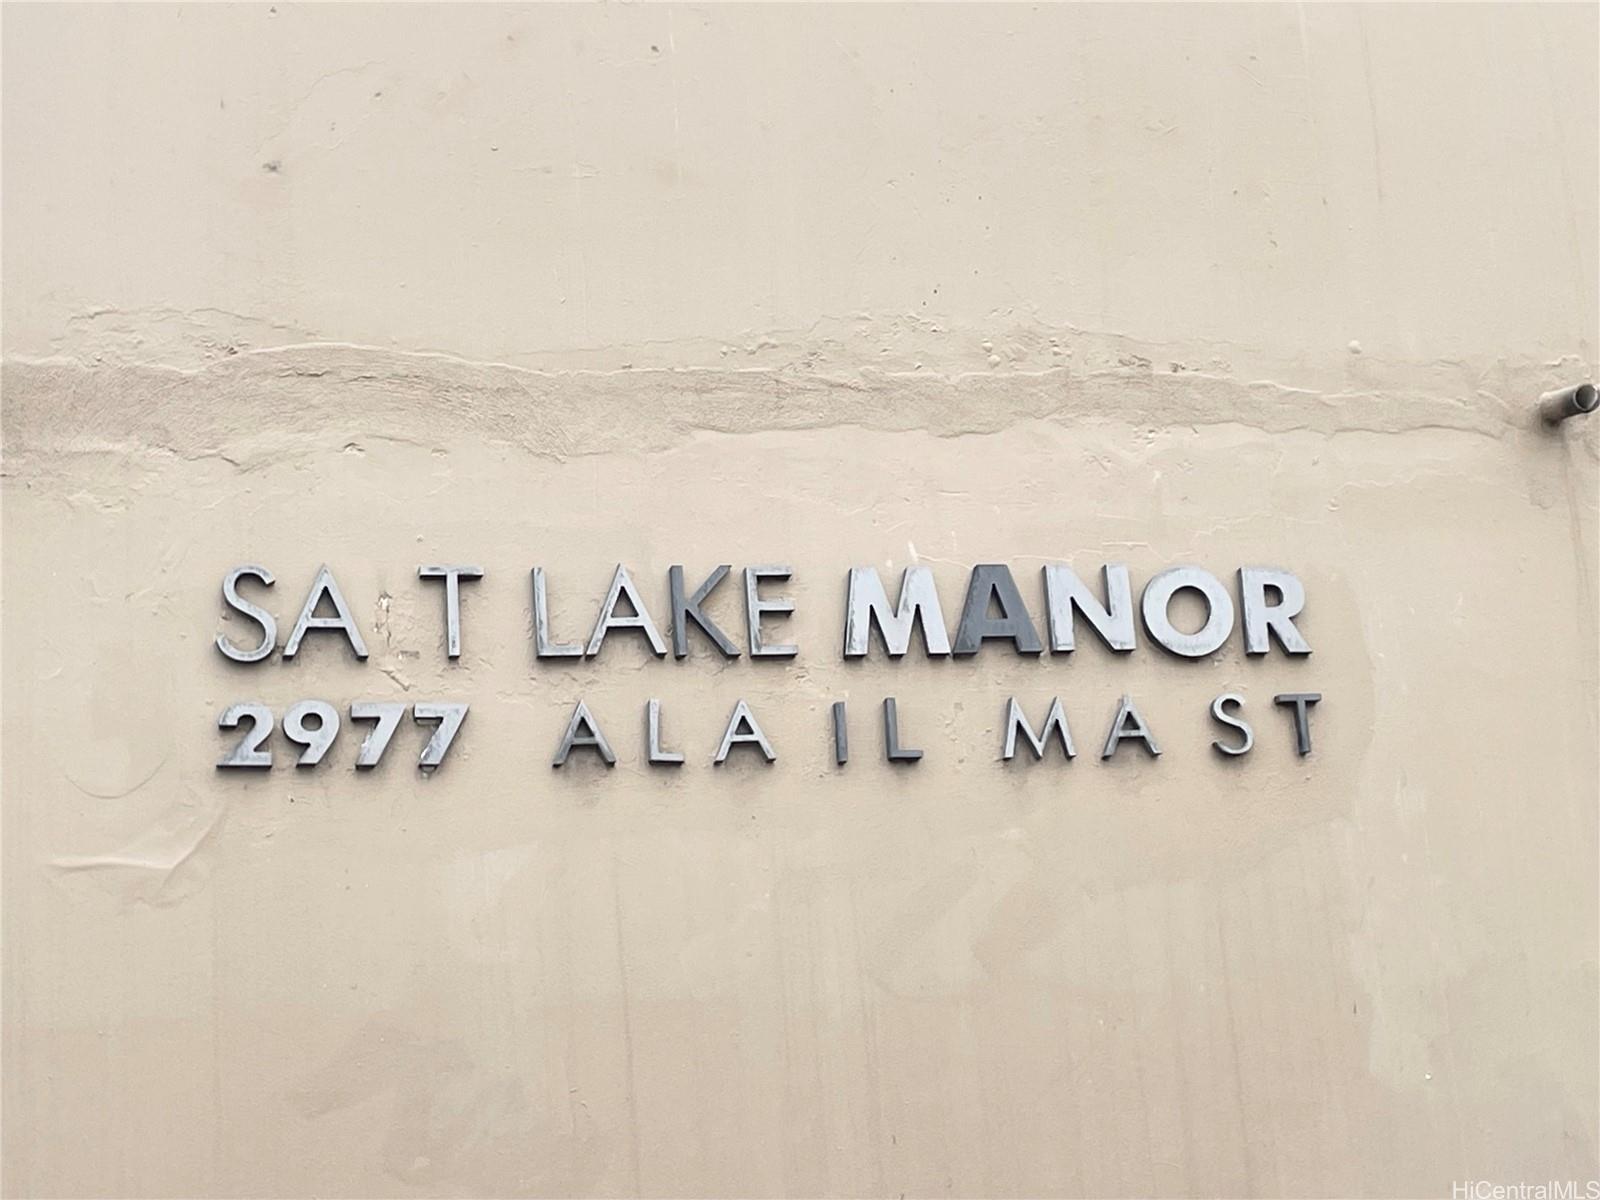 SA T LAKE MANOR
2977 ALA IL MA ST
HiCentralMLS